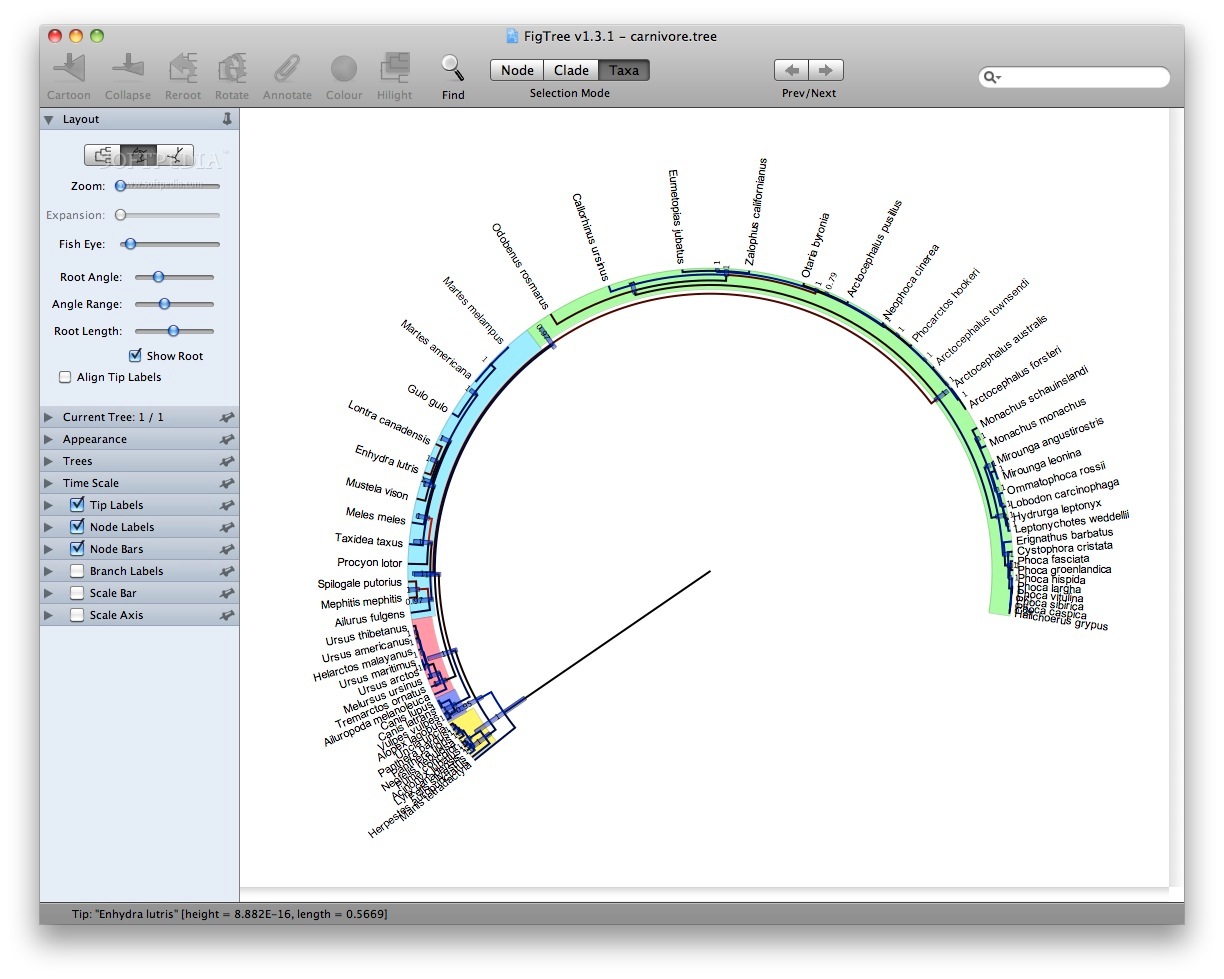 FigTree v1.3.1 - carnivore.tree
Cartoon
Collapse
Reroot
Rotate
Annotate
Colour
Hilight
Find
Node
Clade
Taxa
Selection Mode
Prev/Next
Layout
SOFTPEDIA
www.softpedia.com
Zoom:
Expansion:
Fish Eye:
Root Angle:
Angle Range:
Root Length:
Show Root
Align Tip Labels
Current Tree: 1 / 1
Appearance
Trees
Time Scale
Tip Labels
Node Labels
Node Bars
Branch Labels
Scale Bar
Scale Axis
Eumetopias jubatus
Zalophus californianus
Callorhinus ursinus
Otaria byronia
Arctocephalus pusillus
Odobenus rosmarus
Neophoca cinerea
0.79
Martes melampus
Phocarctos hookeri
Arctocephalus townsendi
Martes americana
Arctocephalus australis
Gulo gulo
Arctocephalus forsteri
Lontra canadensis
Monachus schauinslandi
Monachus monachus
Enhydra lutris
Mirounga angustirostris
Mirounga leonina
Mustela vison
Ommatophoca rossii
Lobodon carcinophaga
Meles meles
Hydrurga leptonyx
Leptonychotes weddellii
Taxidea taxus
Erignathus barbatus
Cystophora cristata
Procyon lotor
Phoca fasciata
Phoca groenlandica
Spilogale putorius
Phoca hispida
Phoca largha
Mephitis mephitis
Phoca vitulina
Phoca sibirica
Phoca caspica
Ailurus fulgens
Halichoerus grypus
Ursus thibetanus
Ursus americanus
Helarctos malayanus
Ursus maritimus
Ursus arctos
Melursus ursinus
Tremarctos ornatus
Ailuropoda melanoleuca
Canis lupus
Canis latrans
Vulpes vulpes
Alopex lagopus
Manis tetradactyla
Tip: "Enhydra lutris" [height = 8.882E-16, length = 0.5669]